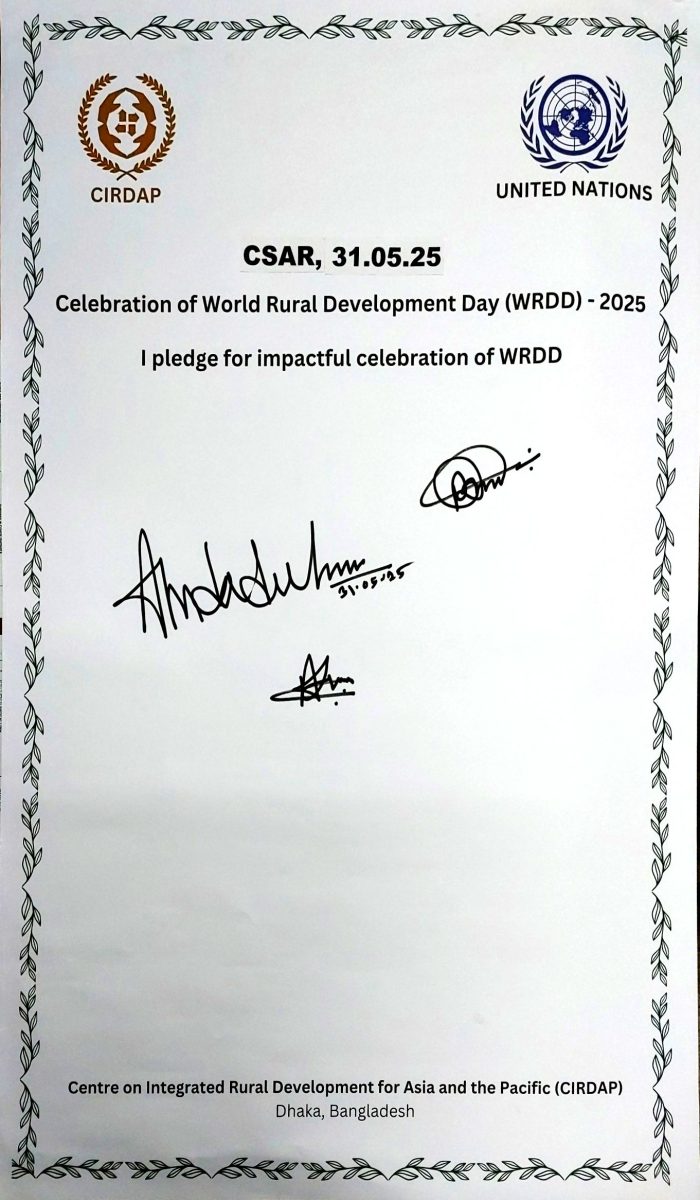 CIRDAP
UNITED NATIONS
CSAR, 31.05.25
Celebration of World Rural Development Day (WRDD) - 2025
I pledge for impactful celebration of WRDD
31.05.25
Centre on Integrated Rural Development for Asia and the Pacific (CIRDAP)
Dhaka, Bangladesh